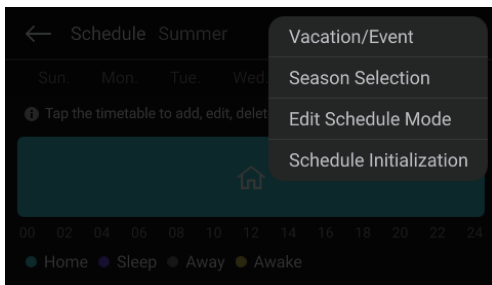 Schedule Summer
Vacation/Event
Sun. Mon. Tue. Wed.
Season Selection
Tap the timetable to add, edit, delet
Edit Schedule Mode
Schedule Initialization
00 02 04 06 08 10 12 14 16 18 20 22 24
Home Sleep Away Awake